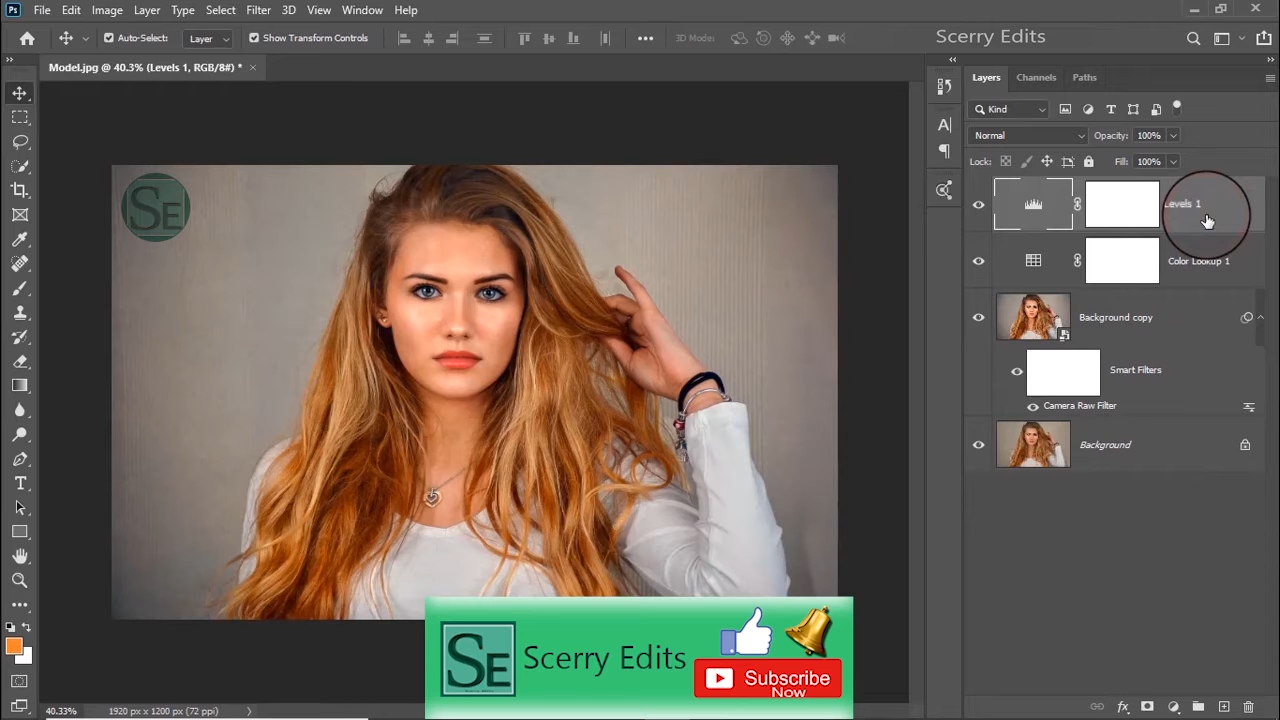 Ps File Edit Image Layer Type Select Filter 3D View Window Help
Auto-Select: Layer Show Transform Controls 3D Mode: Scerry Edits
Model.jpg @ 40.3% (Levels 1, RGB/8#) * ×
Layers Channels Paths
Kind
Normal Opacity: 100%
Lock: Fill: 100%
Levels 1
SE
Color Lookup 1
Background copy
Smart Filters
Camera Raw Filter
Background
SE Scerry Edits
Subscribe
Now
40.33% 1920 px x 1200 px (72 ppi)